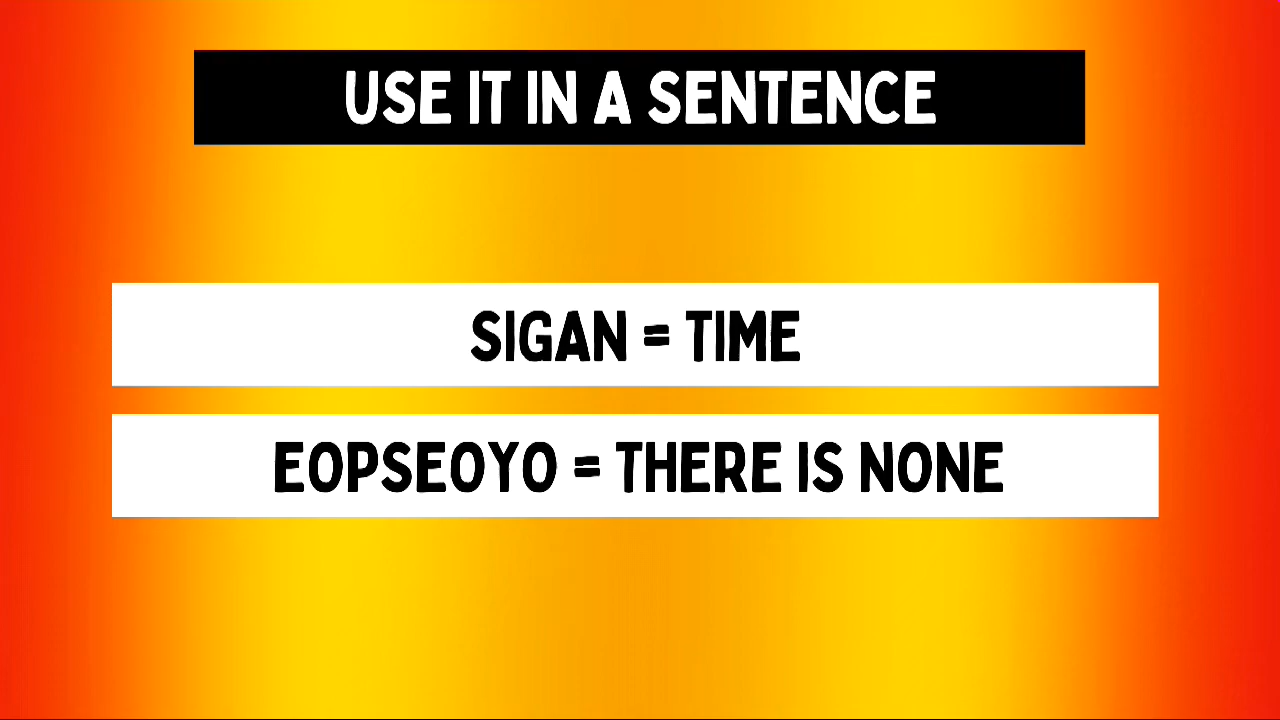 USE IT IN A SENTENCE
SIGAN = TIME
EOPSEOYO = THERE IS NONE